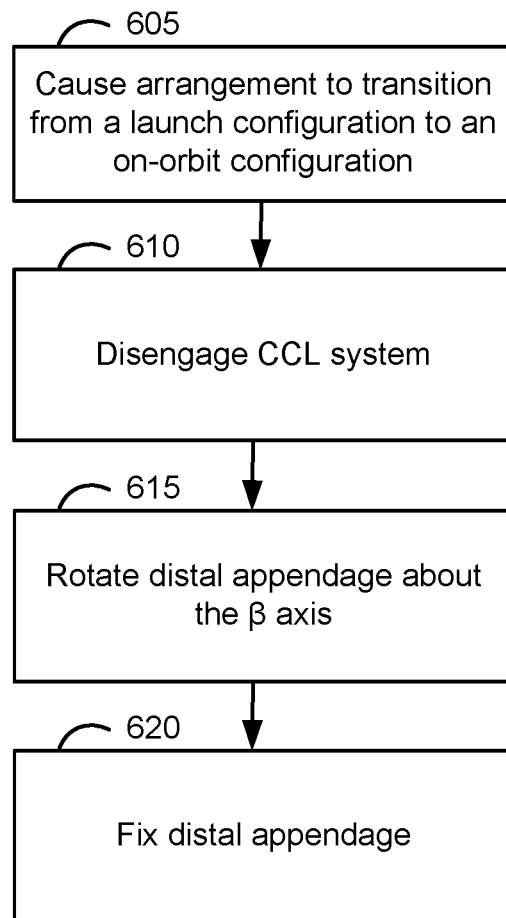 605
Cause arrangement to transition
from a launch configuration to an
on-orbit configuration
610
Disengage CCL system
615
Rotate distal appendage about
the β axis
620
Fix distal appendage